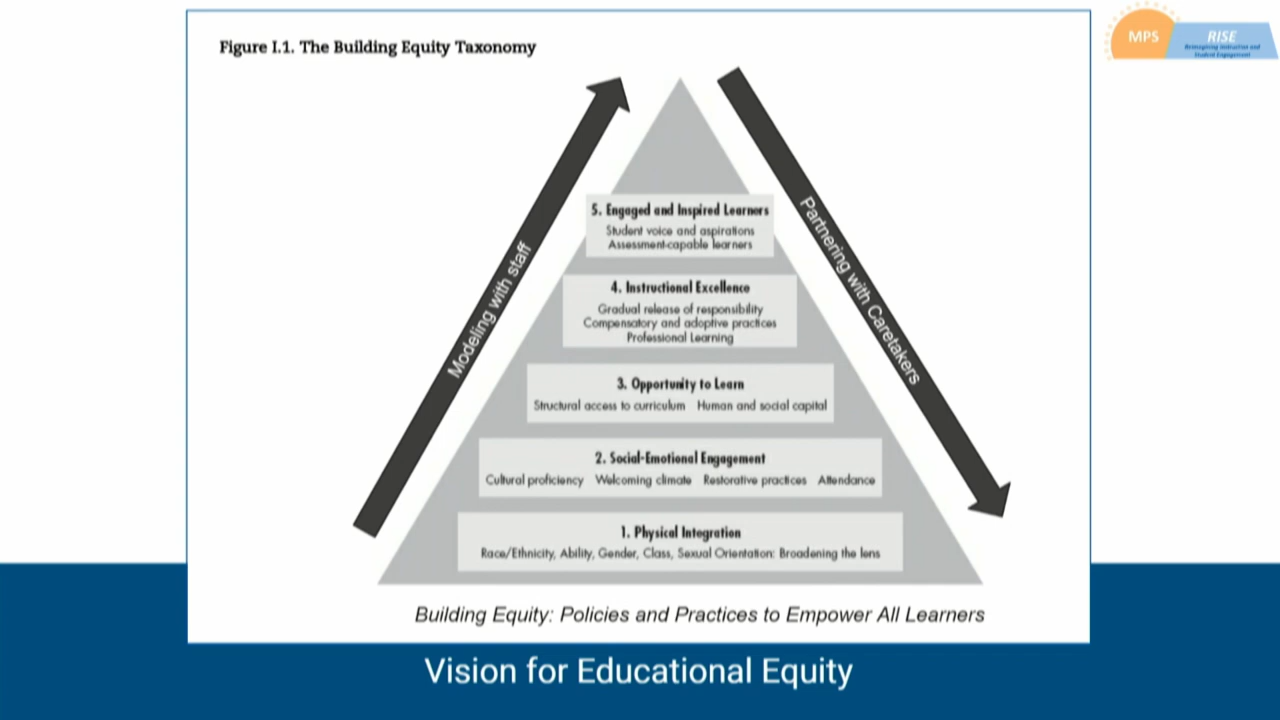 Figure I.1. The Building Equity Taxonomy
MPS
RISE
Reimagining Instruction and
Student Engagement
Modeling with staff
Partnering with Caretakers
5. Engaged and Inspired Learners
Student voice and aspirations
Assessment-capable learners
4. Instructional Excellence
Gradual release of responsibility
Compensatory and adoptive practices
Professional Learning
3. Opportunity to Learn
Structural access to curriculum Human and social capital
2. Social-Emotional Engagement
Cultural proficiency Welcoming climate Restorative practices Attendance
1. Physical Integration
Race/Ethnicity, Ability, Gender, Class, Sexual Orientation: Broadening the lens
Building Equity: Policies and Practices to Empower All Learners
Vision for Educational Equity